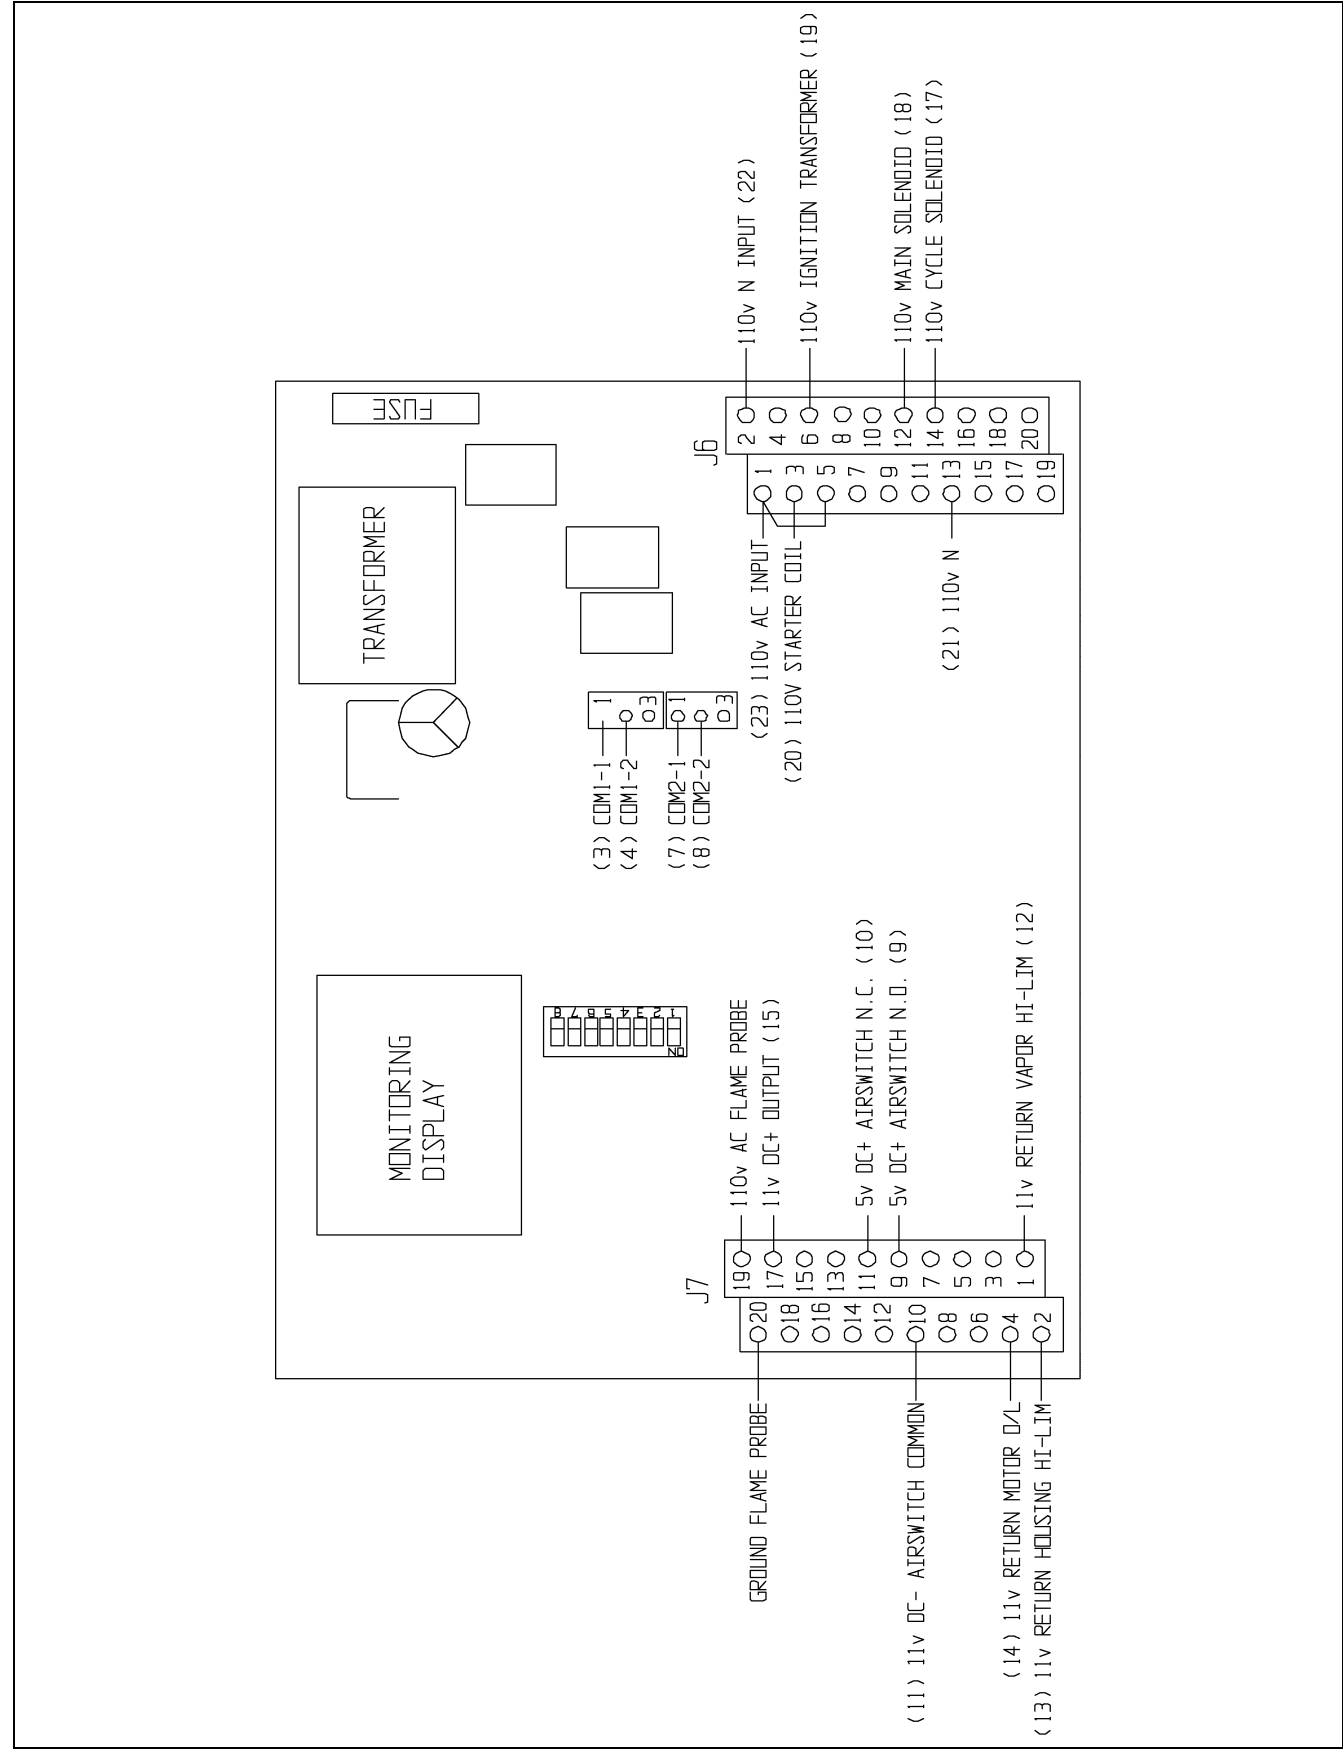 FUSE
TRANSFORMER
MONITORING
DISPLAY
8 7 6 5 4 3 2 1
ON
(3) COM1-1
(4) COM1-2
1
3
(7) COM2-1
(8) COM2-2
1
3
J6
2 4 6 8 10 12 14 16 18 20
1 3 5 7 9 11 13 15 17 19
110v N INPUT (22)
110v IGNITION TRANSFORMER (19)
110v MAIN SOLENOID (18)
110v CYCLE SOLENOID (17)
(23) 110v AC INPUT
(20) 110V STARTER COIL
(21) 110v N
J7
19 17 15 13 11 9 7 5 3 1
20 18 16 14 12 10 8 6 4 2
110v AC FLAME PROBE
11v DC+ OUTPUT (15)
5v DC+ AIRSWITCH N.C. (10)
5v DC+ AIRSWITCH N.O. (9)
11v RETURN VAPOR HI-LIM (12)
GROUND FLAME PROBE
(11) 11v DC- AIRSWITCH COMMON
(14) 11v RETURN MOTOR O/L
(13) 11v RETURN HOUSING HI-LIM